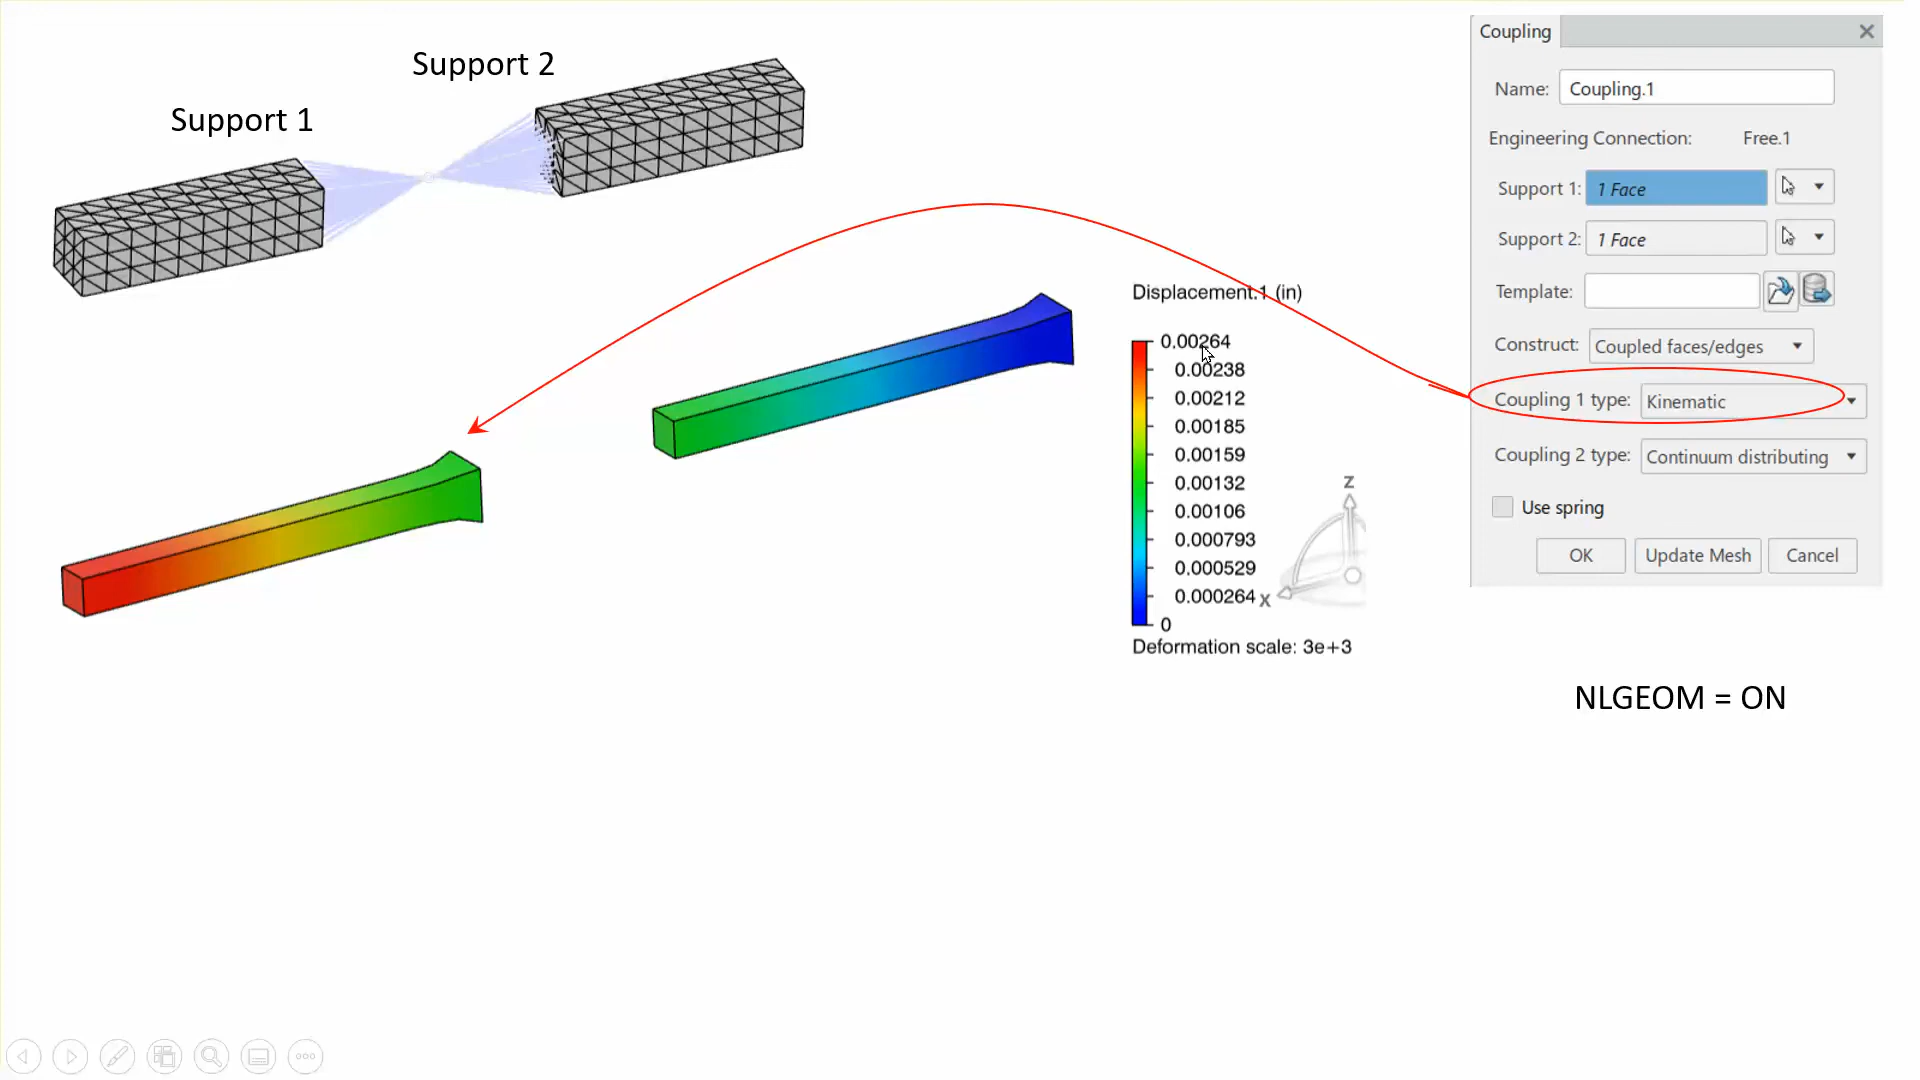 Support 2
Support 1
Displacement.1 (in)
0.00264
0.00238
0.00212
0.00185
0.00159
0.00132
0.00106
0.000793
0.000529
0.000264
0
Deformation scale: 3e+3
Z
X
Coupling
Name: Coupling.1
Engineering Connection: Free.1
Support 1: 1 Face
Support 2: 1 Face
Template:
Construct: Coupled faces/edges
Coupling 1 type: Kinematic
Coupling 2 type: Continuum distributing
Use spring
OK Update Mesh Cancel
NLGEOM = ON